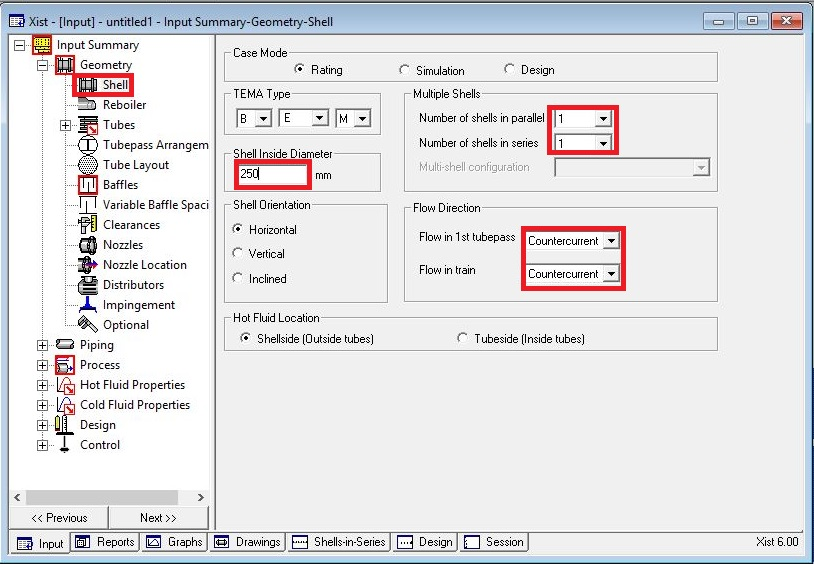 Xist - [Input] - untitled1 - Input Summary-Geometry-Shell
Input Summary
Geometry
Shell
Reboiler
Tubes
Tubepass Arrangem
Tube Layout
Baffles
Variable Baffle Spaci
Clearances
Nozzles
Nozzle Location
Distributors
Impingement
Optional
Piping
Process
Hot Fluid Properties
Cold Fluid Properties
Design
Control
<< Previous
Next >>
Case Mode
Rating
Simulation
Design
TEMA Type
B
E
M
Multiple Shells
Number of shells in parallel
1
Number of shells in series
1
Multi-shell configuration
Shell Inside Diameter
250
mm
Shell Orientation
Horizontal
Vertical
Inclined
Flow Direction
Flow in 1st tubepass
Countercurrent
Flow in train
Countercurrent
Hot Fluid Location
Shellside (Outside tubes)
Tubeside (Inside tubes)
Input
Reports
Graphs
Drawings
Shells-in-Series
Design
Session
Xist 6.00